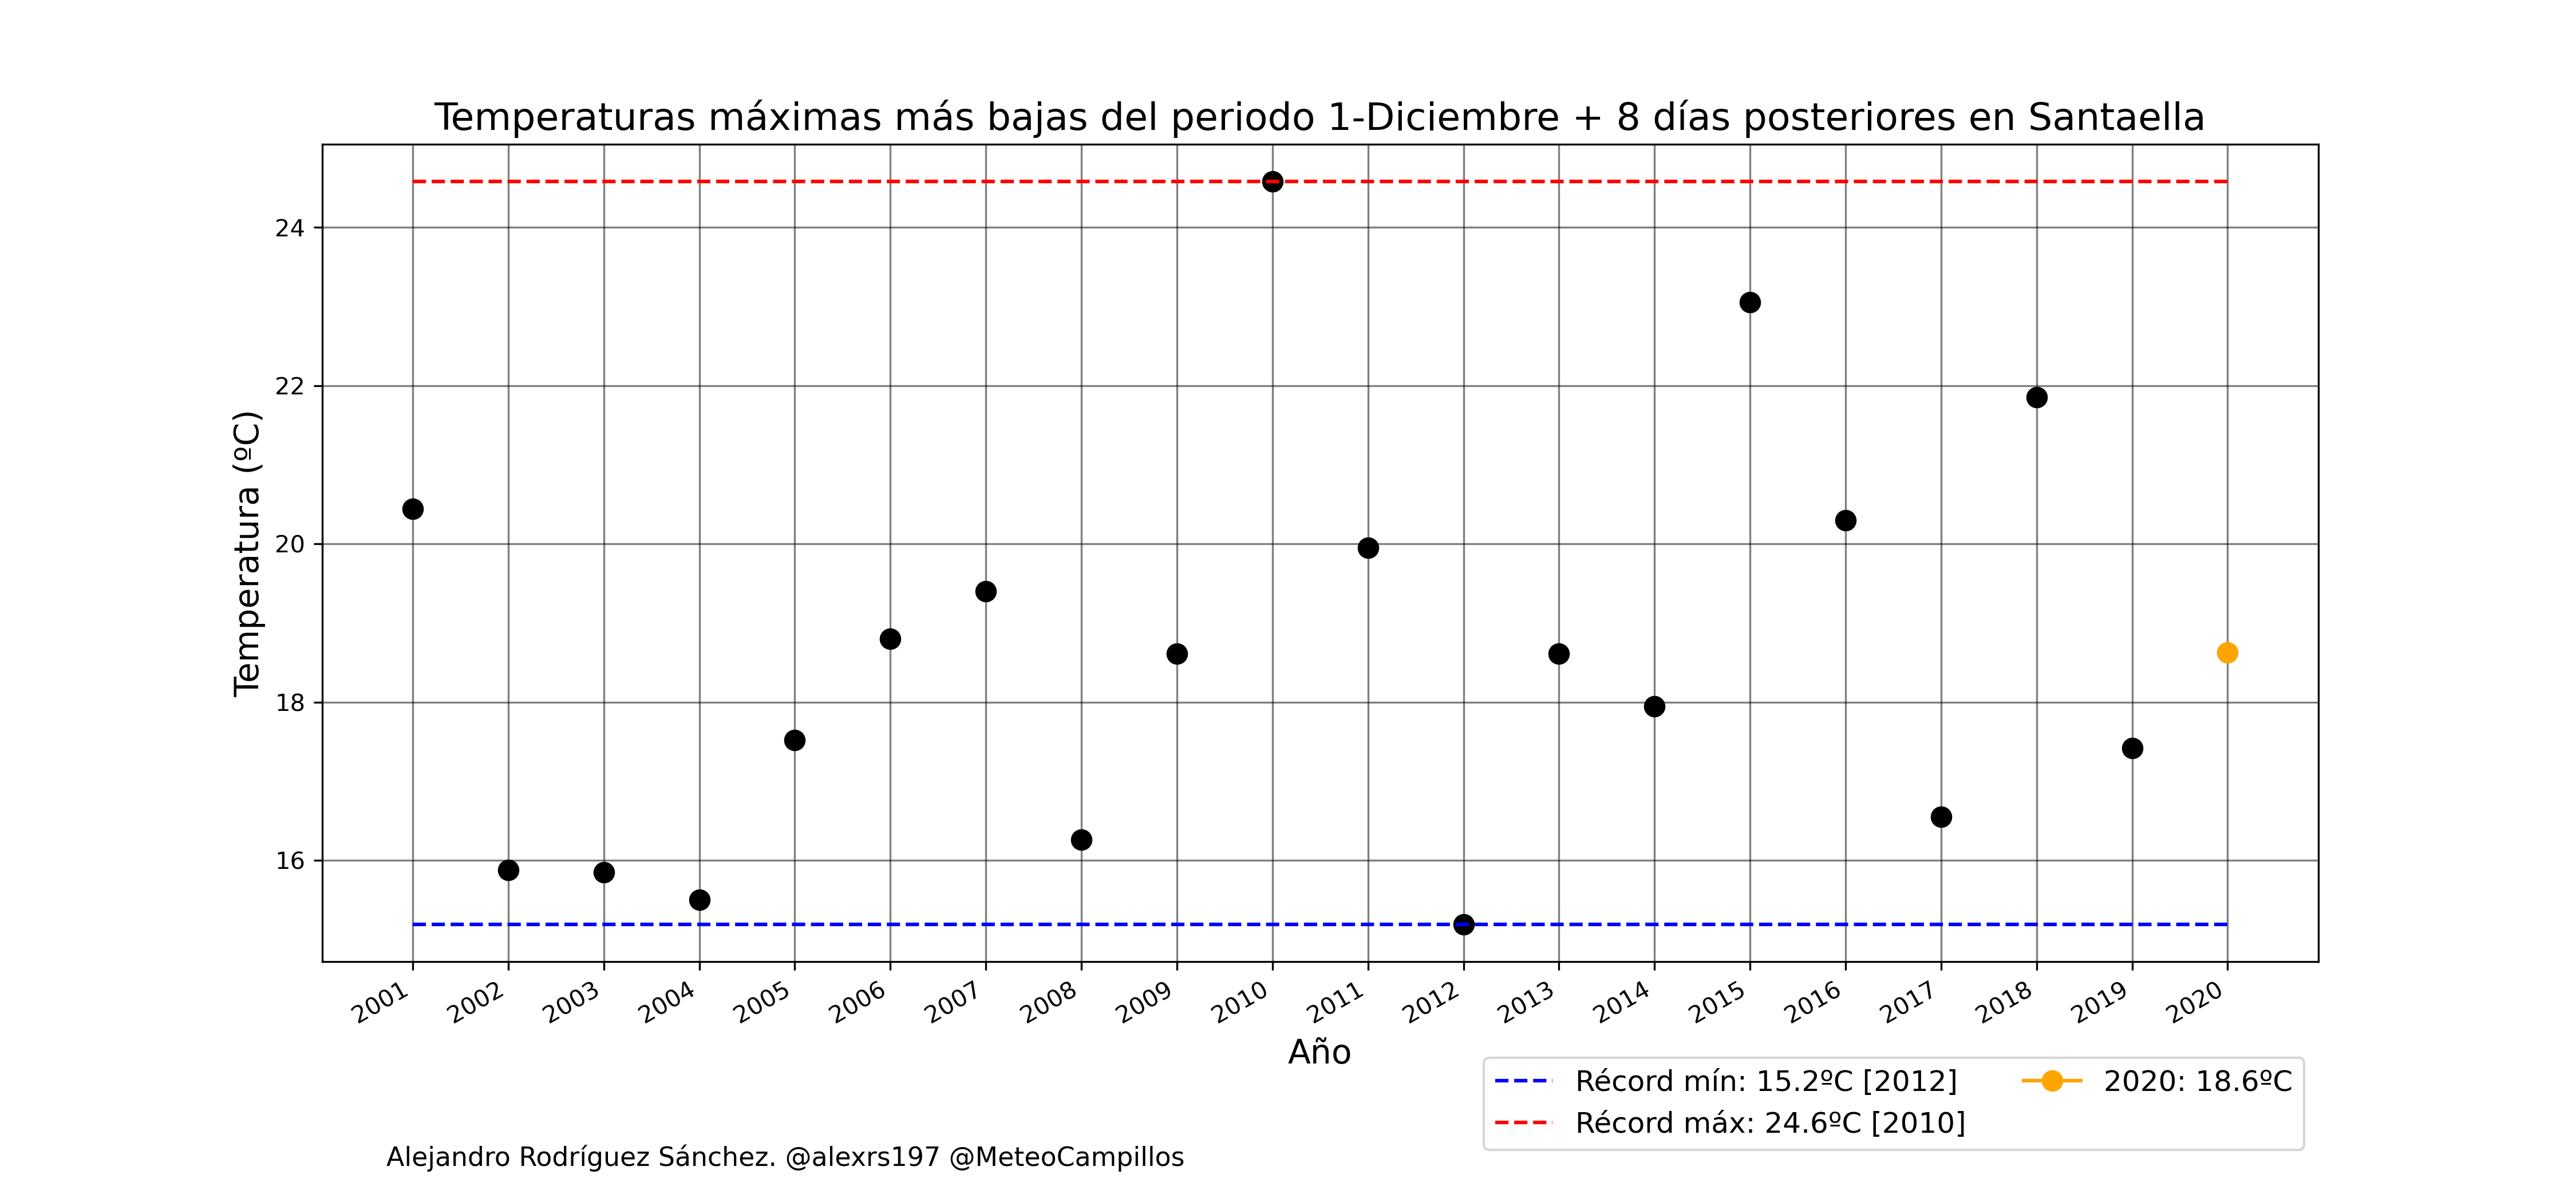 Temperaturas máximas más bajas del periodo 1-Diciembre + 8 días posteriores en Santaella
Temperatura (ºC)
24
22
20
18
16
2001 2002 2003 2004 2005 2006 2007 2008 2009 2010 2011 2012 2013 2014 2015 2016 2017 2018 2019 2020
Año
Récord mín: 15.2ºC [2012]
Récord máx: 24.6ºC [2010]
2020: 18.6ºC
Alejandro Rodríguez Sánchez. @alexrs197 @MeteoCampillos